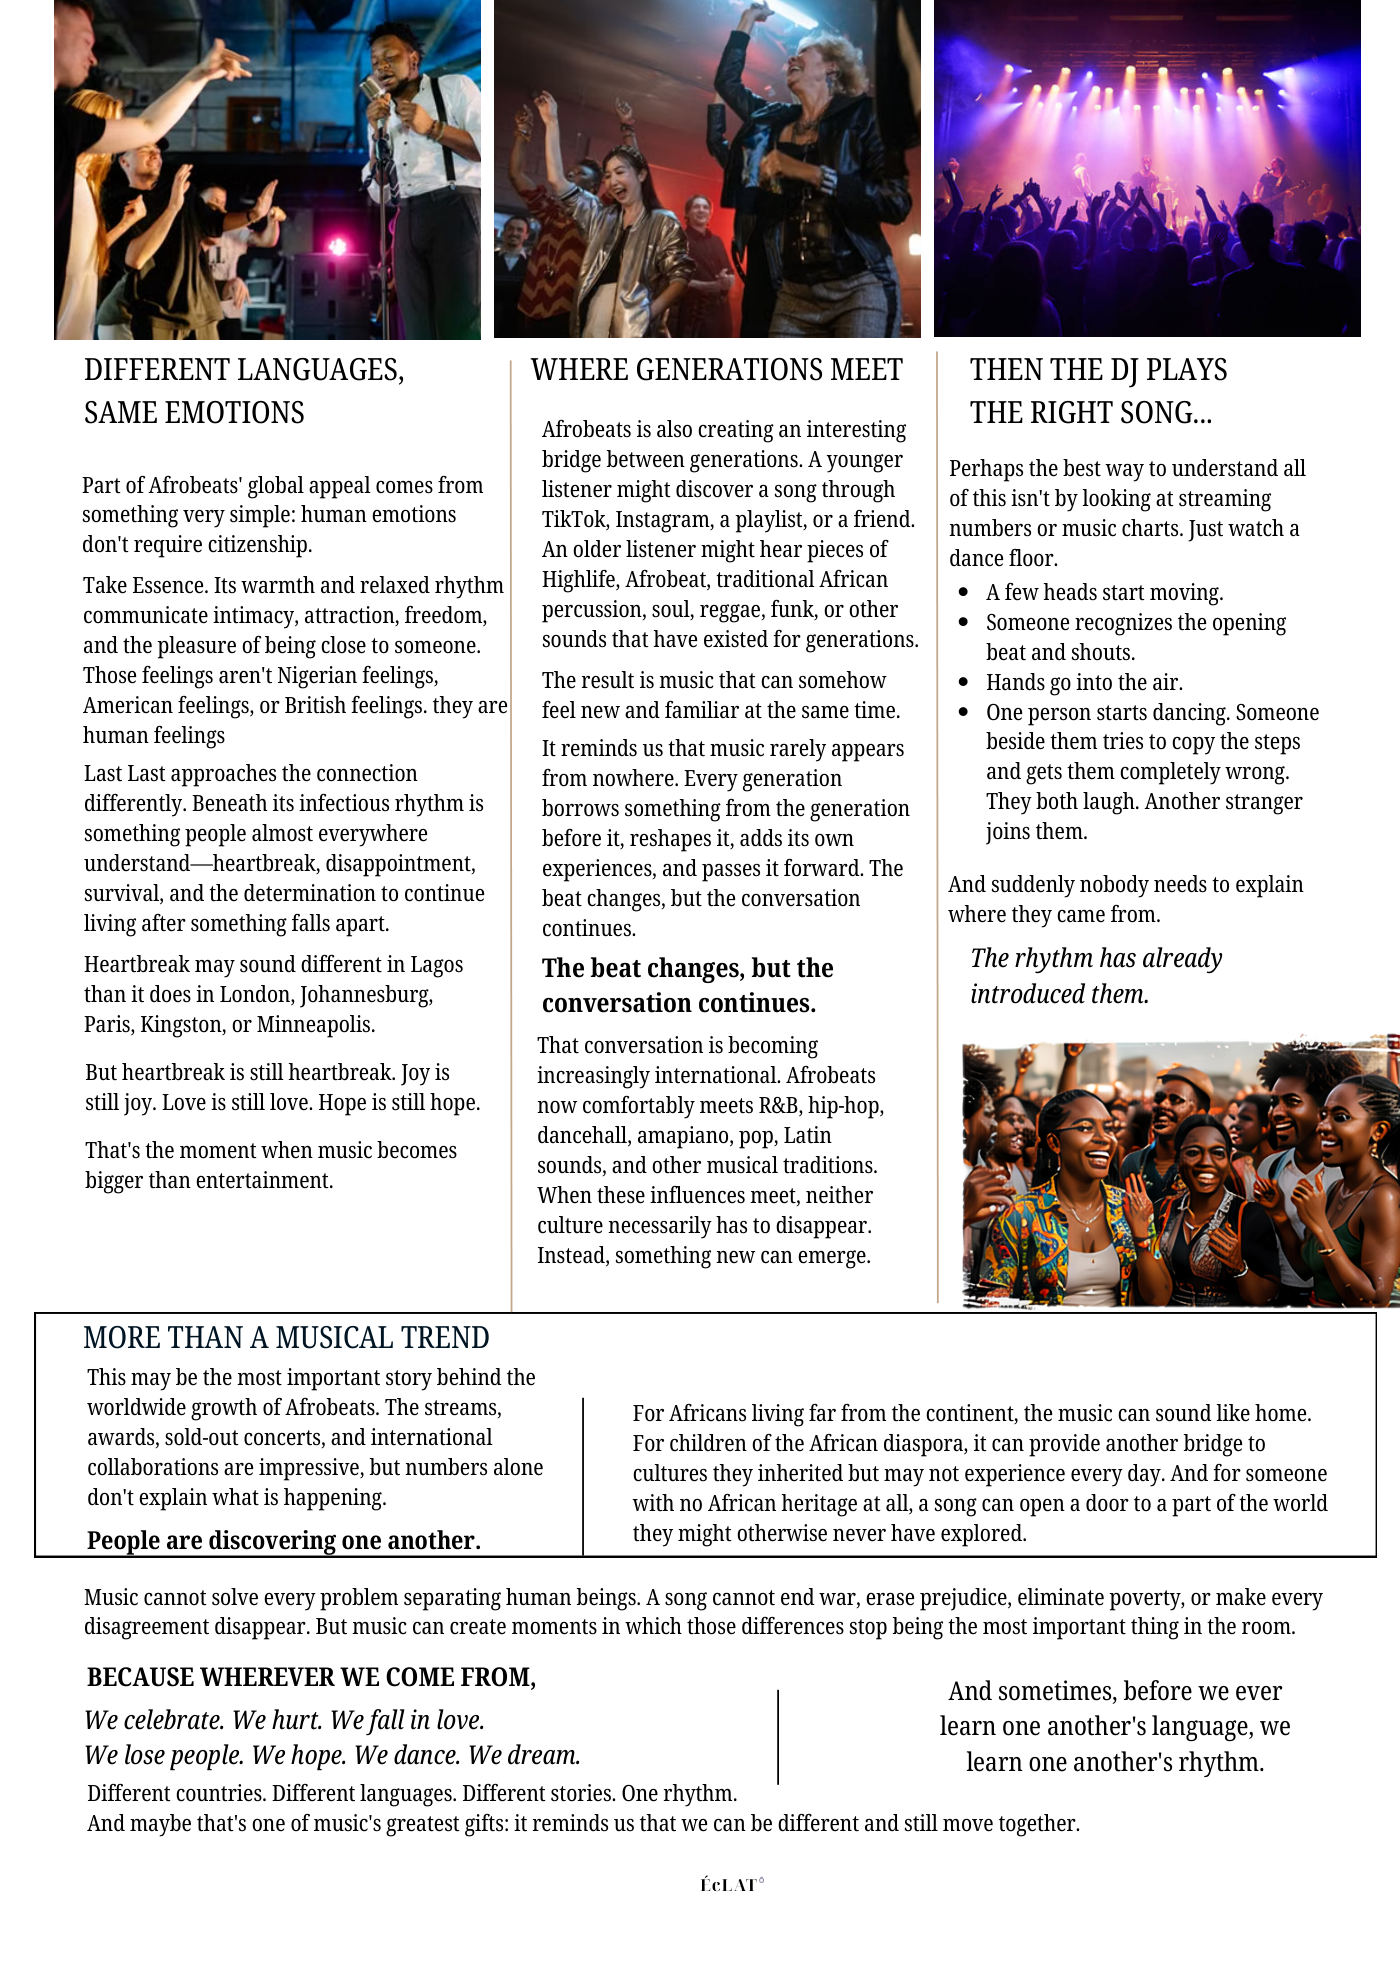 DIFFERENT LANGUAGES,
SAME EMOTIONS
Part of Afrobeats' global appeal comes from
something very simple: human emotions
don't require citizenship.
Take Essence. Its warmth and relaxed rhythm
communicate intimacy, attraction, freedom,
and the pleasure of being close to someone.
Those feelings aren't Nigerian feelings,
American feelings, or British feelings. they are
human feelings
Last Last approaches the connection
differently. Beneath its infectious rhythm is
something people almost everywhere
understand—heartbreak, disappointment,
survival, and the determination to continue
living after something falls apart.
Heartbreak may sound different in Lagos
than it does in London, Johannesburg,
Paris, Kingston, or Minneapolis.
But heartbreak is still heartbreak. Joy is
still joy. Love is still love. Hope is still hope.
That's the moment when music becomes
bigger than entertainment.
WHERE GENERATIONS MEET
Afrobeats is also creating an interesting
bridge between generations. A younger
listener might discover a song through
TikTok, Instagram, a playlist, or a friend.
An older listener might hear pieces of
Highlife, Afrobeat, traditional African
percussion, soul, reggae, funk, or other
sounds that have existed for generations.
The result is music that can somehow
feel new and familiar at the same time.
It reminds us that music rarely appears
from nowhere. Every generation
borrows something from the generation
before it, reshapes it, adds its own
experiences, and passes it forward. The
beat changes, but the conversation
continues.
The beat changes, but the
conversation continues.
That conversation is becoming
increasingly international. Afrobeats
now comfortably meets R&B, hip-hop,
dancehall, amapiano, pop, Latin
sounds, and other musical traditions.
When these influences meet, neither
culture necessarily has to disappear.
Instead, something new can emerge.
THEN THE DJ PLAYS
THE RIGHT SONG...
Perhaps the best way to understand all
of this isn't by looking at streaming
numbers or music charts. Just watch a
dance floor.
• A few heads start moving.
• Someone recognizes the opening
beat and shouts.
• Hands go into the air.
• One person starts dancing. Someone
beside them tries to copy the steps
and gets them completely wrong.
They both laugh. Another stranger
joins them.
And suddenly nobody needs to explain
where they came from.
The rhythm has already
introduced them.
MORE THAN A MUSICAL TREND
This may be the most important story behind the
worldwide growth of Afrobeats. The streams,
awards, sold-out concerts, and international
collaborations are impressive, but numbers alone
don't explain what is happening.
People are discovering one another.
For Africans living far from the continent, the music can sound like home.
For children of the African diaspora, it can provide another bridge to
cultures they inherited but may not experience every day. And for someone
with no African heritage at all, a song can open a door to a part of the world
they might otherwise never have explored.
Music cannot solve every problem separating human beings. A song cannot end war, erase prejudice, eliminate poverty, or make every
disagreement disappear. But music can create moments in which those differences stop being the most important thing in the room.
BECAUSE WHEREVER WE COME FROM,
We celebrate. We hurt. We fall in love.
We lose people. We hope. We dance. We dream.
Different countries. Different languages. Different stories. One rhythm.
And maybe that's one of music's greatest gifts: it reminds us that we can be different and still move together.
And sometimes, before we ever
learn one another's language, we
learn one another's rhythm.
ÉcLAT